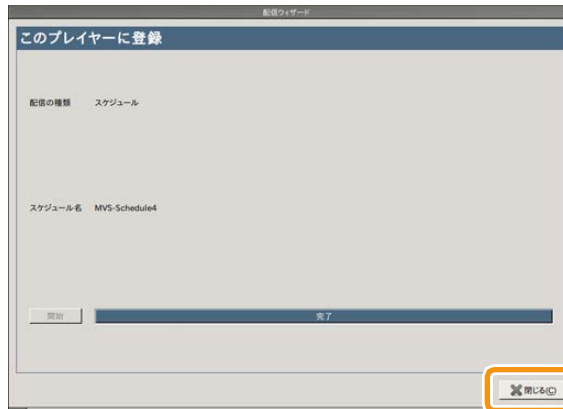 配信ウィザード
このプレイヤーに登録
配信の種類 スケジュール
スケジュール名 MVS-Schedule4
開始 完了
閉じる(C)